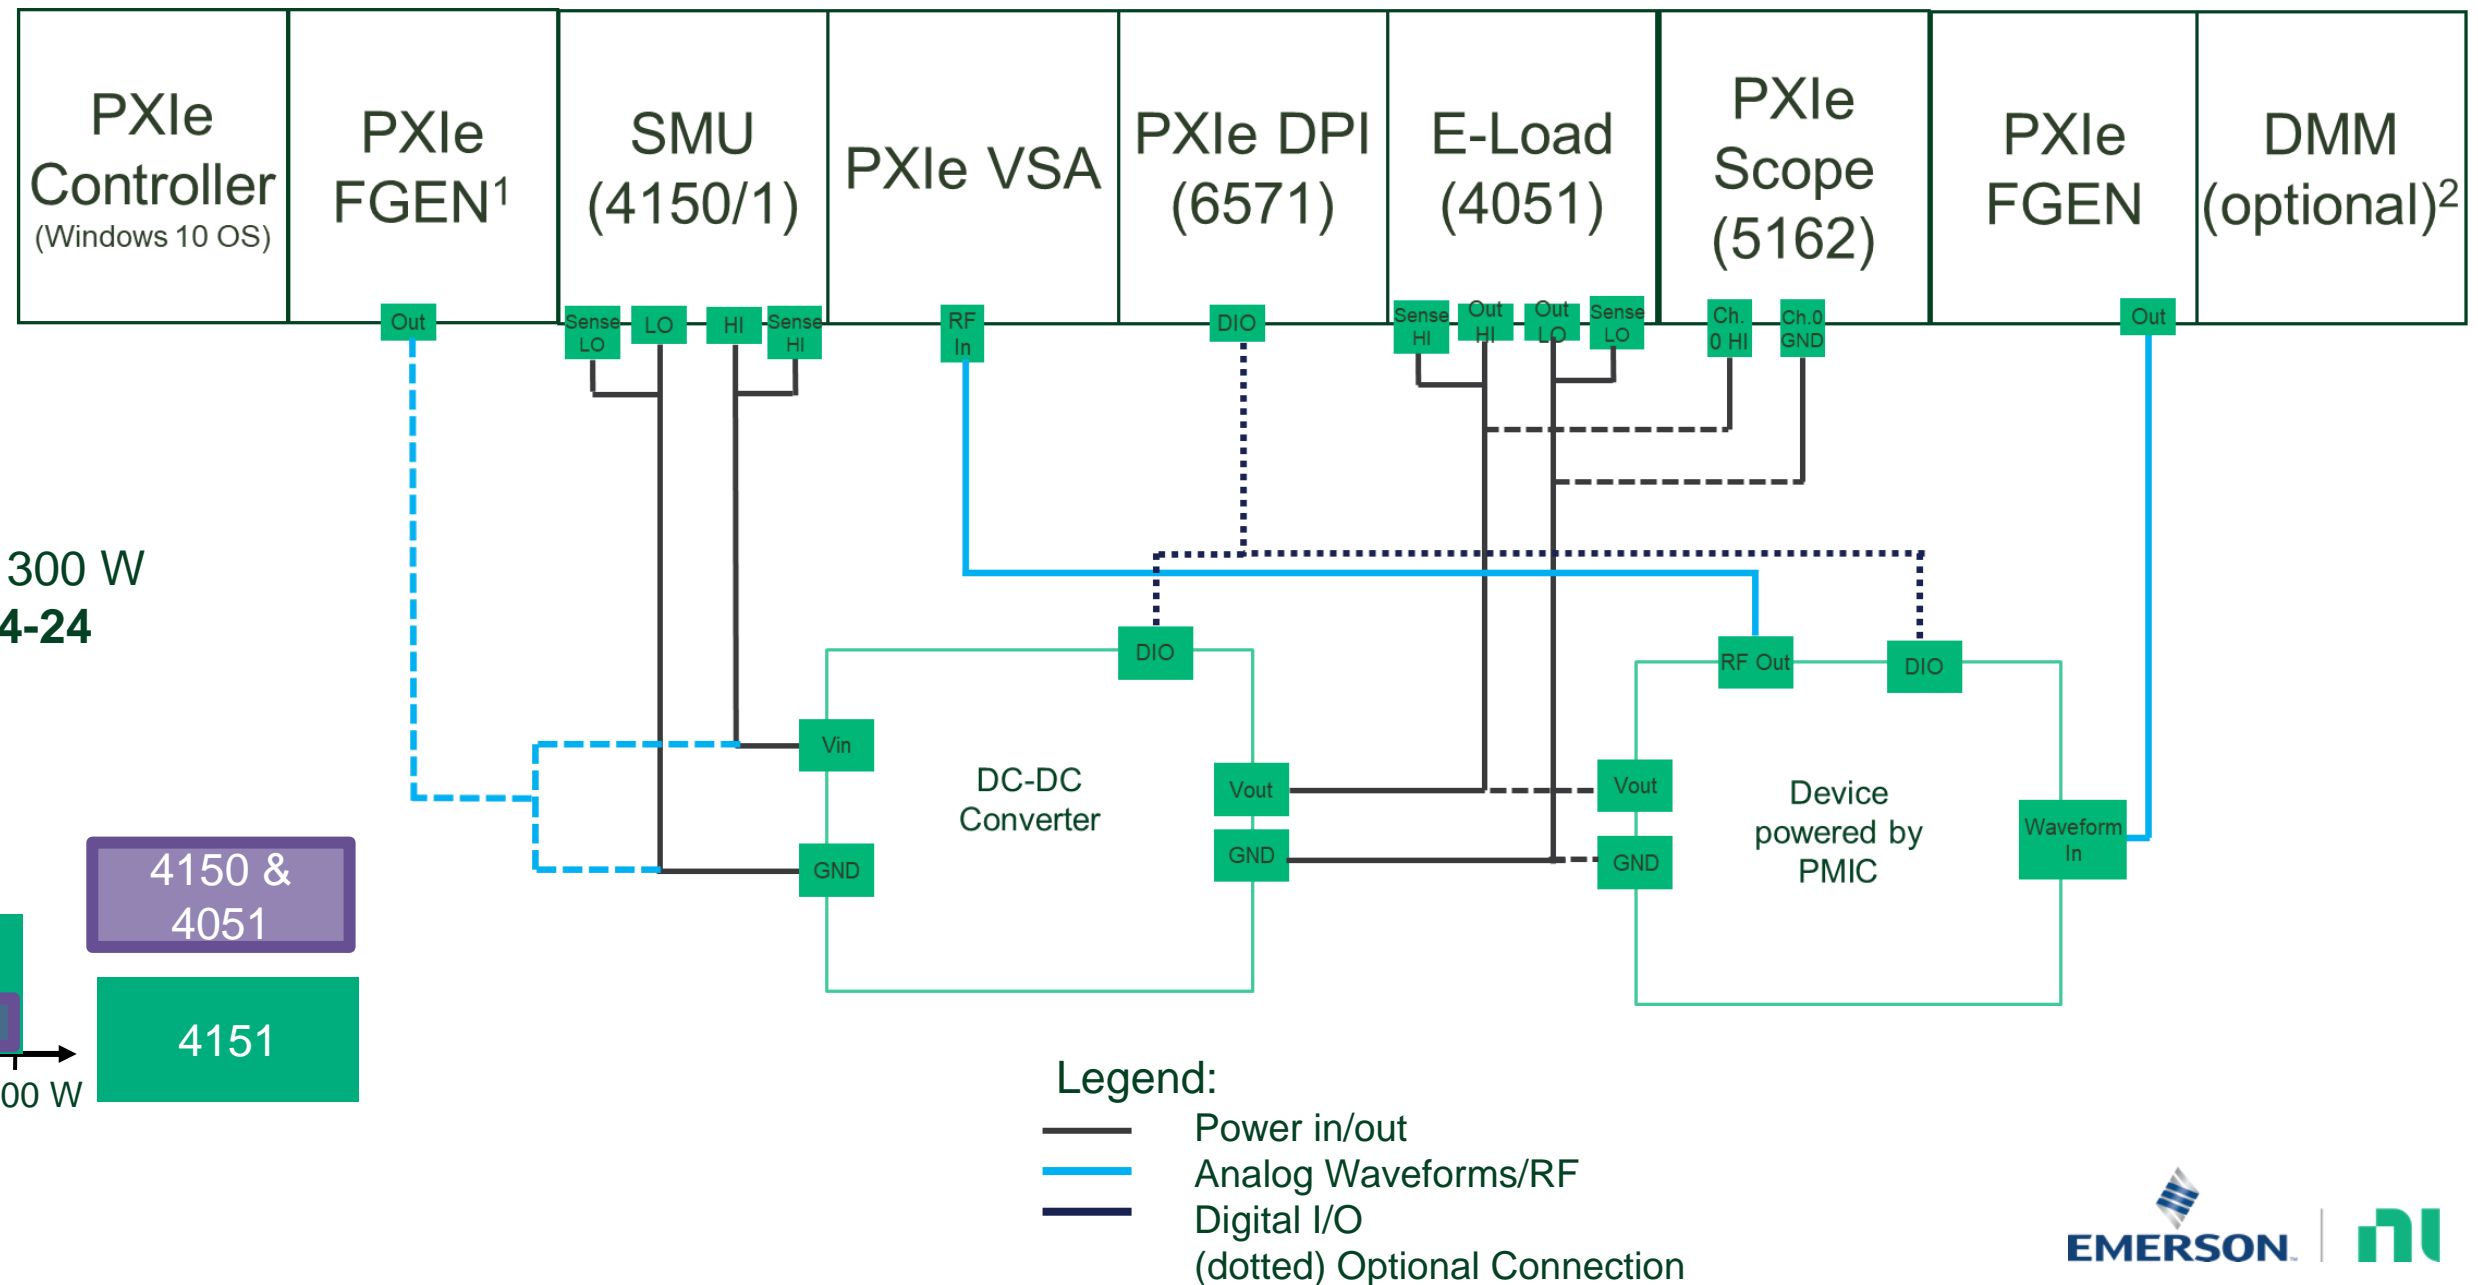 PXIe
Controller
(Windows 10 OS)
PXIe
FGEN1
SMU
(4150/1)
PXIe VSA
PXIe DPI
(6571)
E-Load
(4051)
PXIe
Scope
(5162)
PXIe
FGEN
DMM
(optional)2
Out
Sense
LO
LO
HI
Sense
HI
RF
In
DIO
Sense
HI
Out
HI
Out
LO
Sense
LO
Ch.
0 HI
Ch.0
GND
Out
300 W
4-24
DIO
RF Out
DIO
Vin
DC-DC
Converter
Vout
Vout
Device
powered by
PMIC
Waveform
In
GND
GND
GND
4150 &
4051
4151
00 W
Legend:
Power in/out
Analog Waveforms/RF
Digital I/O
(dotted) Optional Connection
EMERSON™
nı